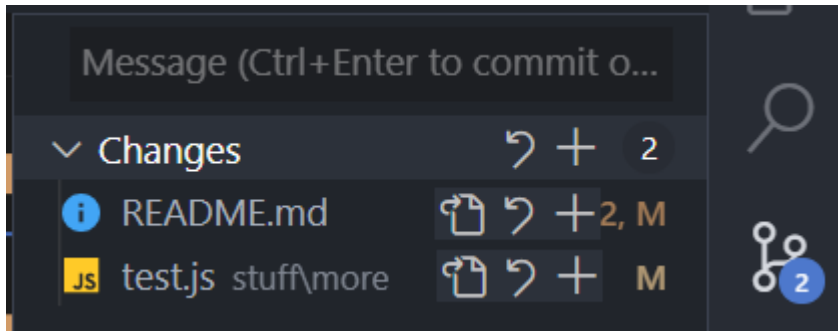 Message (Ctrl+Enter to commit o...
Changes 2
README.md 2, M
JS test.js stuff\more M
2